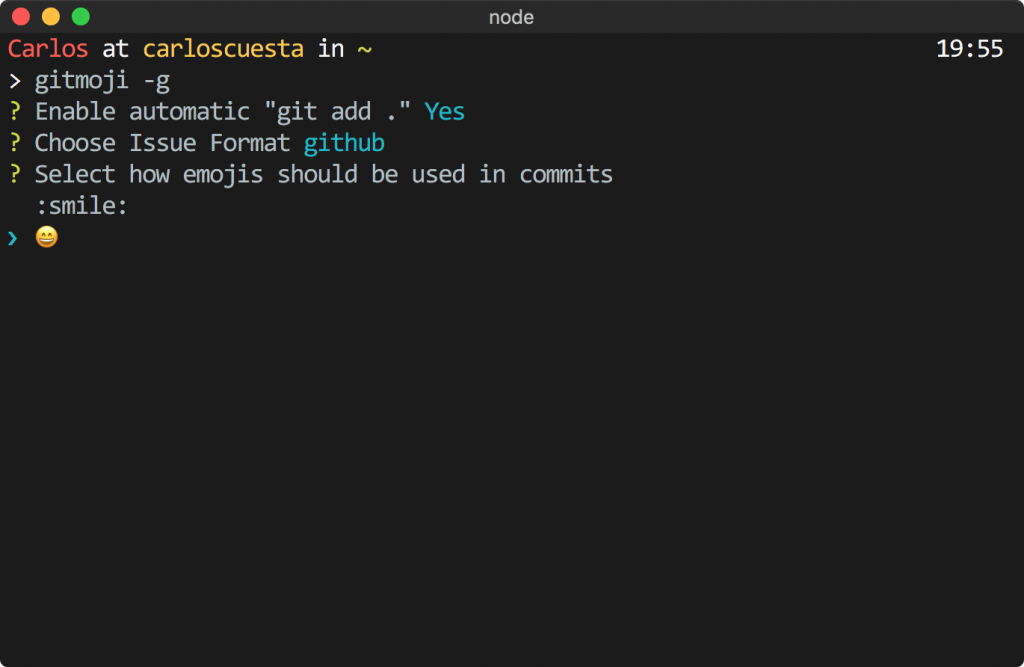 node
Carlos at carloscuesta in ~ 19:55
> gitmoji -g
? Enable automatic "git add ." Yes
? Choose Issue Format github
? Select how emojis should be used in commits
:smile:
❯ 😄